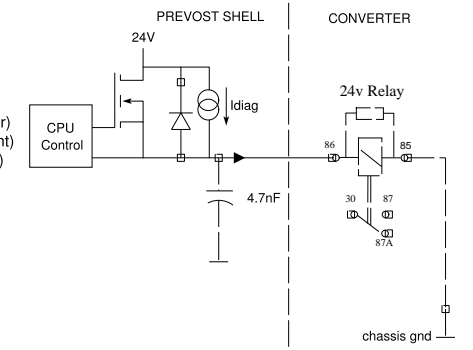 PREVOST SHELL
CONVERTER
24V
24v Relay
Idiag
r)
nt)
)
CPU
Control
86
85
4.7nF
30
87
87A
chassis gnd